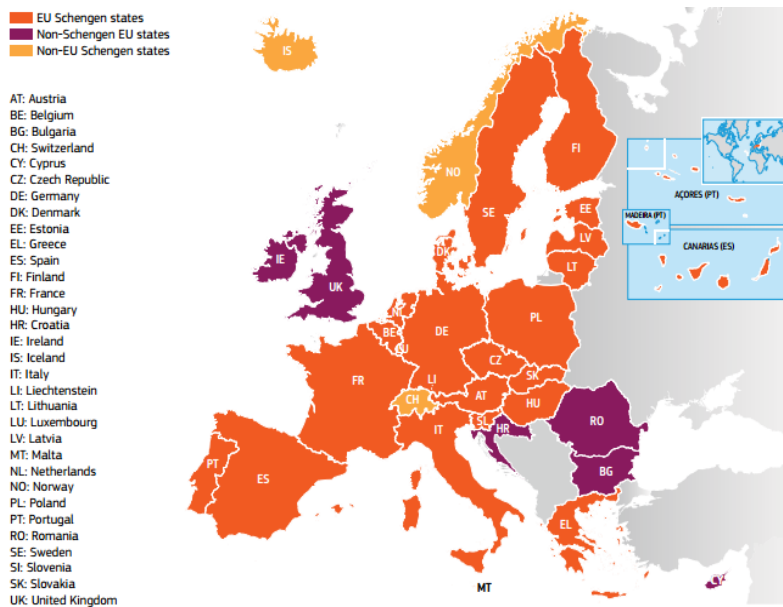 EU Schengen states
Non-Schengen EU states
Non-EU Schengen states
AT: Austria
BE: Belgium
BG: Bulgaria
CH: Switzerland
CY: Cyprus
CZ: Czech Republic
DE: Germany
DK: Denmark
EE: Estonia
EL: Greece
ES: Spain
FI: Finland
FR: France
HU: Hungary
HR: Croatia
IE: Ireland
IS: Iceland
IT: Italy
LI: Liechtenstein
LT: Lithuania
LU: Luxembourg
LV: Latvia
MT: Malta
NL: Netherlands
NO: Norway
PL: Poland
PT: Portugal
RO: Romania
SE: Sweden
SI: Slovenia
SK: Slovakia
UK: United Kingdom
IS
FI
NO
SE
EE
LV
LT
DK
IE
UK
NL
BE
LU
DE
PL
CZ
SK
FR
LI
AT
HU
CH
SL
HR
RO
IT
BG
PT
ES
EL
MT
CY
AÇORES (PT)
MADEIRA (PT)
CANARIAS (ES)